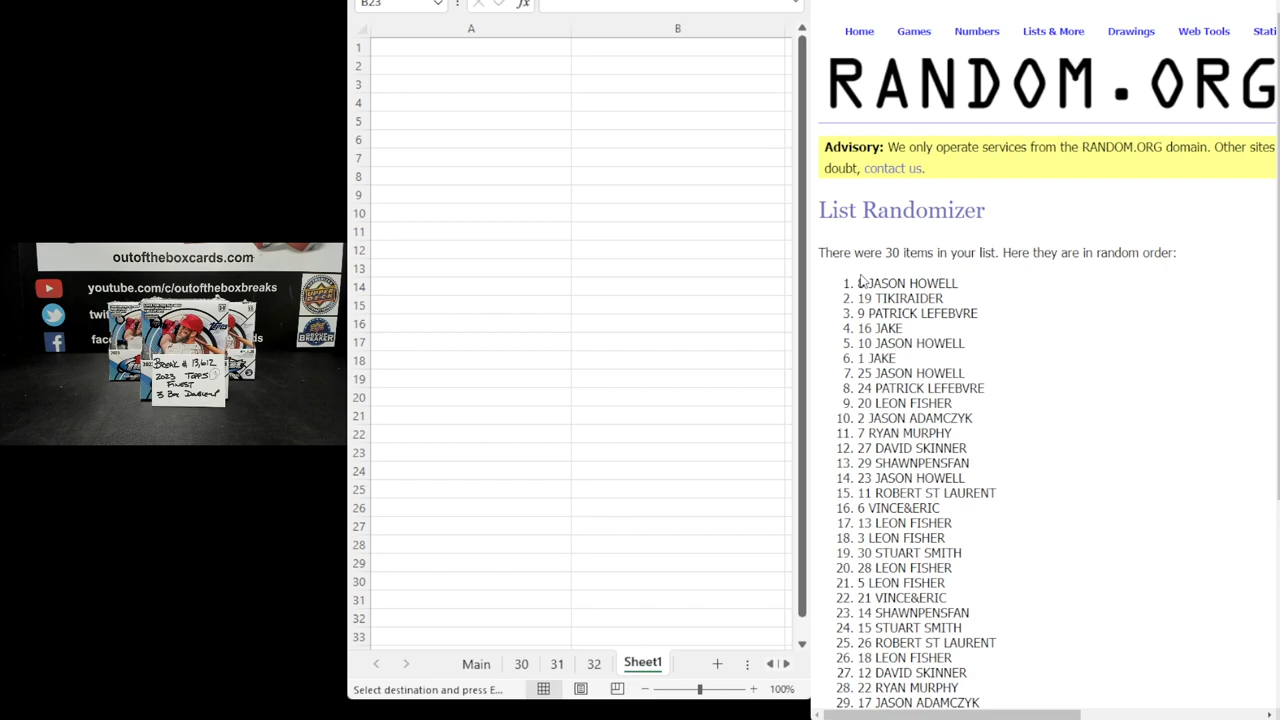 B23
fx
A
B
1
2
3
4
5
6
7
8
9
10
11
12
13
14
15
16
17
18
19
20
21
22
23
24
25
26
27
28
29
30
31
32
33
Main
30
31
32
Sheet1
Select destination and press E...
100%
outoftheboxcards.com
youtube.com/c/outoftheboxbreaks
twit
face
UPPER DECK
GROUP BREAKER
TOPPS
BREAK # 13,612
2023 TOPPS
FINEST
3 BOX
Home Games Numbers Lists & More Drawings Web Tools Stati
RANDOM.ORG
Advisory: We only operate services from the RANDOM.ORG domain. Other sites
doubt, contact us.
List Randomizer
There were 30 items in your list. Here they are in random order:
1. JASON HOWELL
2. 19 TIKIRAIDER
3. 9 PATRICK LEFEBVRE
4. 16 JAKE
5. 10 JASON HOWELL
6. 1 JAKE
7. 25 JASON HOWELL
8. 24 PATRICK LEFEBVRE
9. 20 LEON FISHER
10. 2 JASON ADAMCZYK
11. 7 RYAN MURPHY
12. 27 DAVID SKINNER
13. 29 SHAWNPENSFAN
14. 23 JASON HOWELL
15. 11 ROBERT ST LAURENT
16. 6 VINCE&ERIC
17. 13 LEON FISHER
18. 3 LEON FISHER
19. 30 STUART SMITH
20. 28 LEON FISHER
21. 5 LEON FISHER
22. 21 VINCE&ERIC
23. 14 SHAWNPENSFAN
24. 15 STUART SMITH
25. 26 ROBERT ST LAURENT
26. 18 LEON FISHER
27. 12 DAVID SKINNER
28. 22 RYAN MURPHY
29. 17 JASON ADAMCZYK